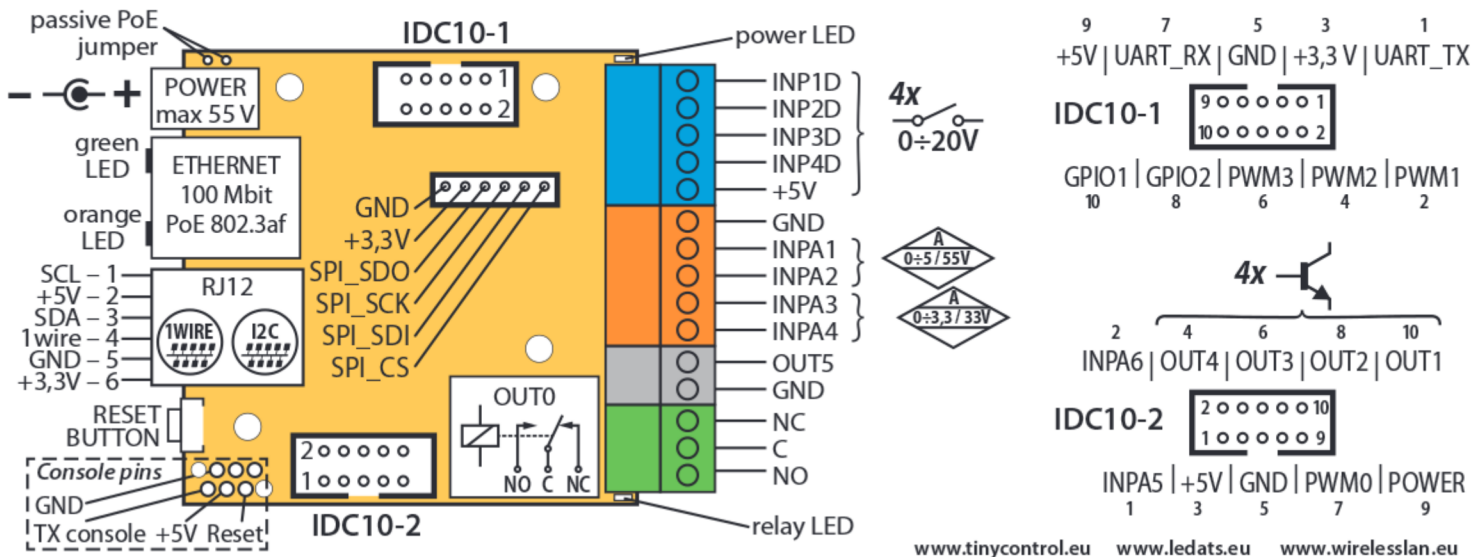 passive PoE
jumper
IDC10-1
power LED
- +
POWER
max 55 V
1
2
green
LED
ETHERNET
100 Mbit
PoE 802.3af
orange
LED
GND
+3,3V
SPI_SDO
SPI_SCK
SPI_SDI
SPI_CS
SCL – 1
+5V – 2
SDA – 3
1wire – 4
GND – 5
+3,3V – 6
RJ12
1WIRE
I2C
RESET
BUTTON
Console pins
GND
TX console +5V Reset
2
1
IDC10-2
OUT0
NO C NC
INP1D
INP2D
INP3D
INP4D
+5V
GND
INPA1
INPA2
INPA3
INPA4
OUT5
GND
NC
C
NO
relay LED
4x
0÷20V
A
0÷5/55V
A
0÷3,3/33V
9 7 5 3 1
+5V | UART_RX | GND | +3,3 V | UART_TX
IDC10-1
9 1
10 2
GPIO1 | GPIO2 | PWM3 | PWM2 | PWM1
10 8 6 4 2
4x
2 4 6 8 10
INPA6 | OUT4 | OUT3 | OUT2 | OUT1
IDC10-2
2 10
1 9
INPA5 | +5V | GND | PWM0 | POWER
1 3 5 7 9
www.tinycontrol.eu www.ledats.eu www.wirelesslan.eu